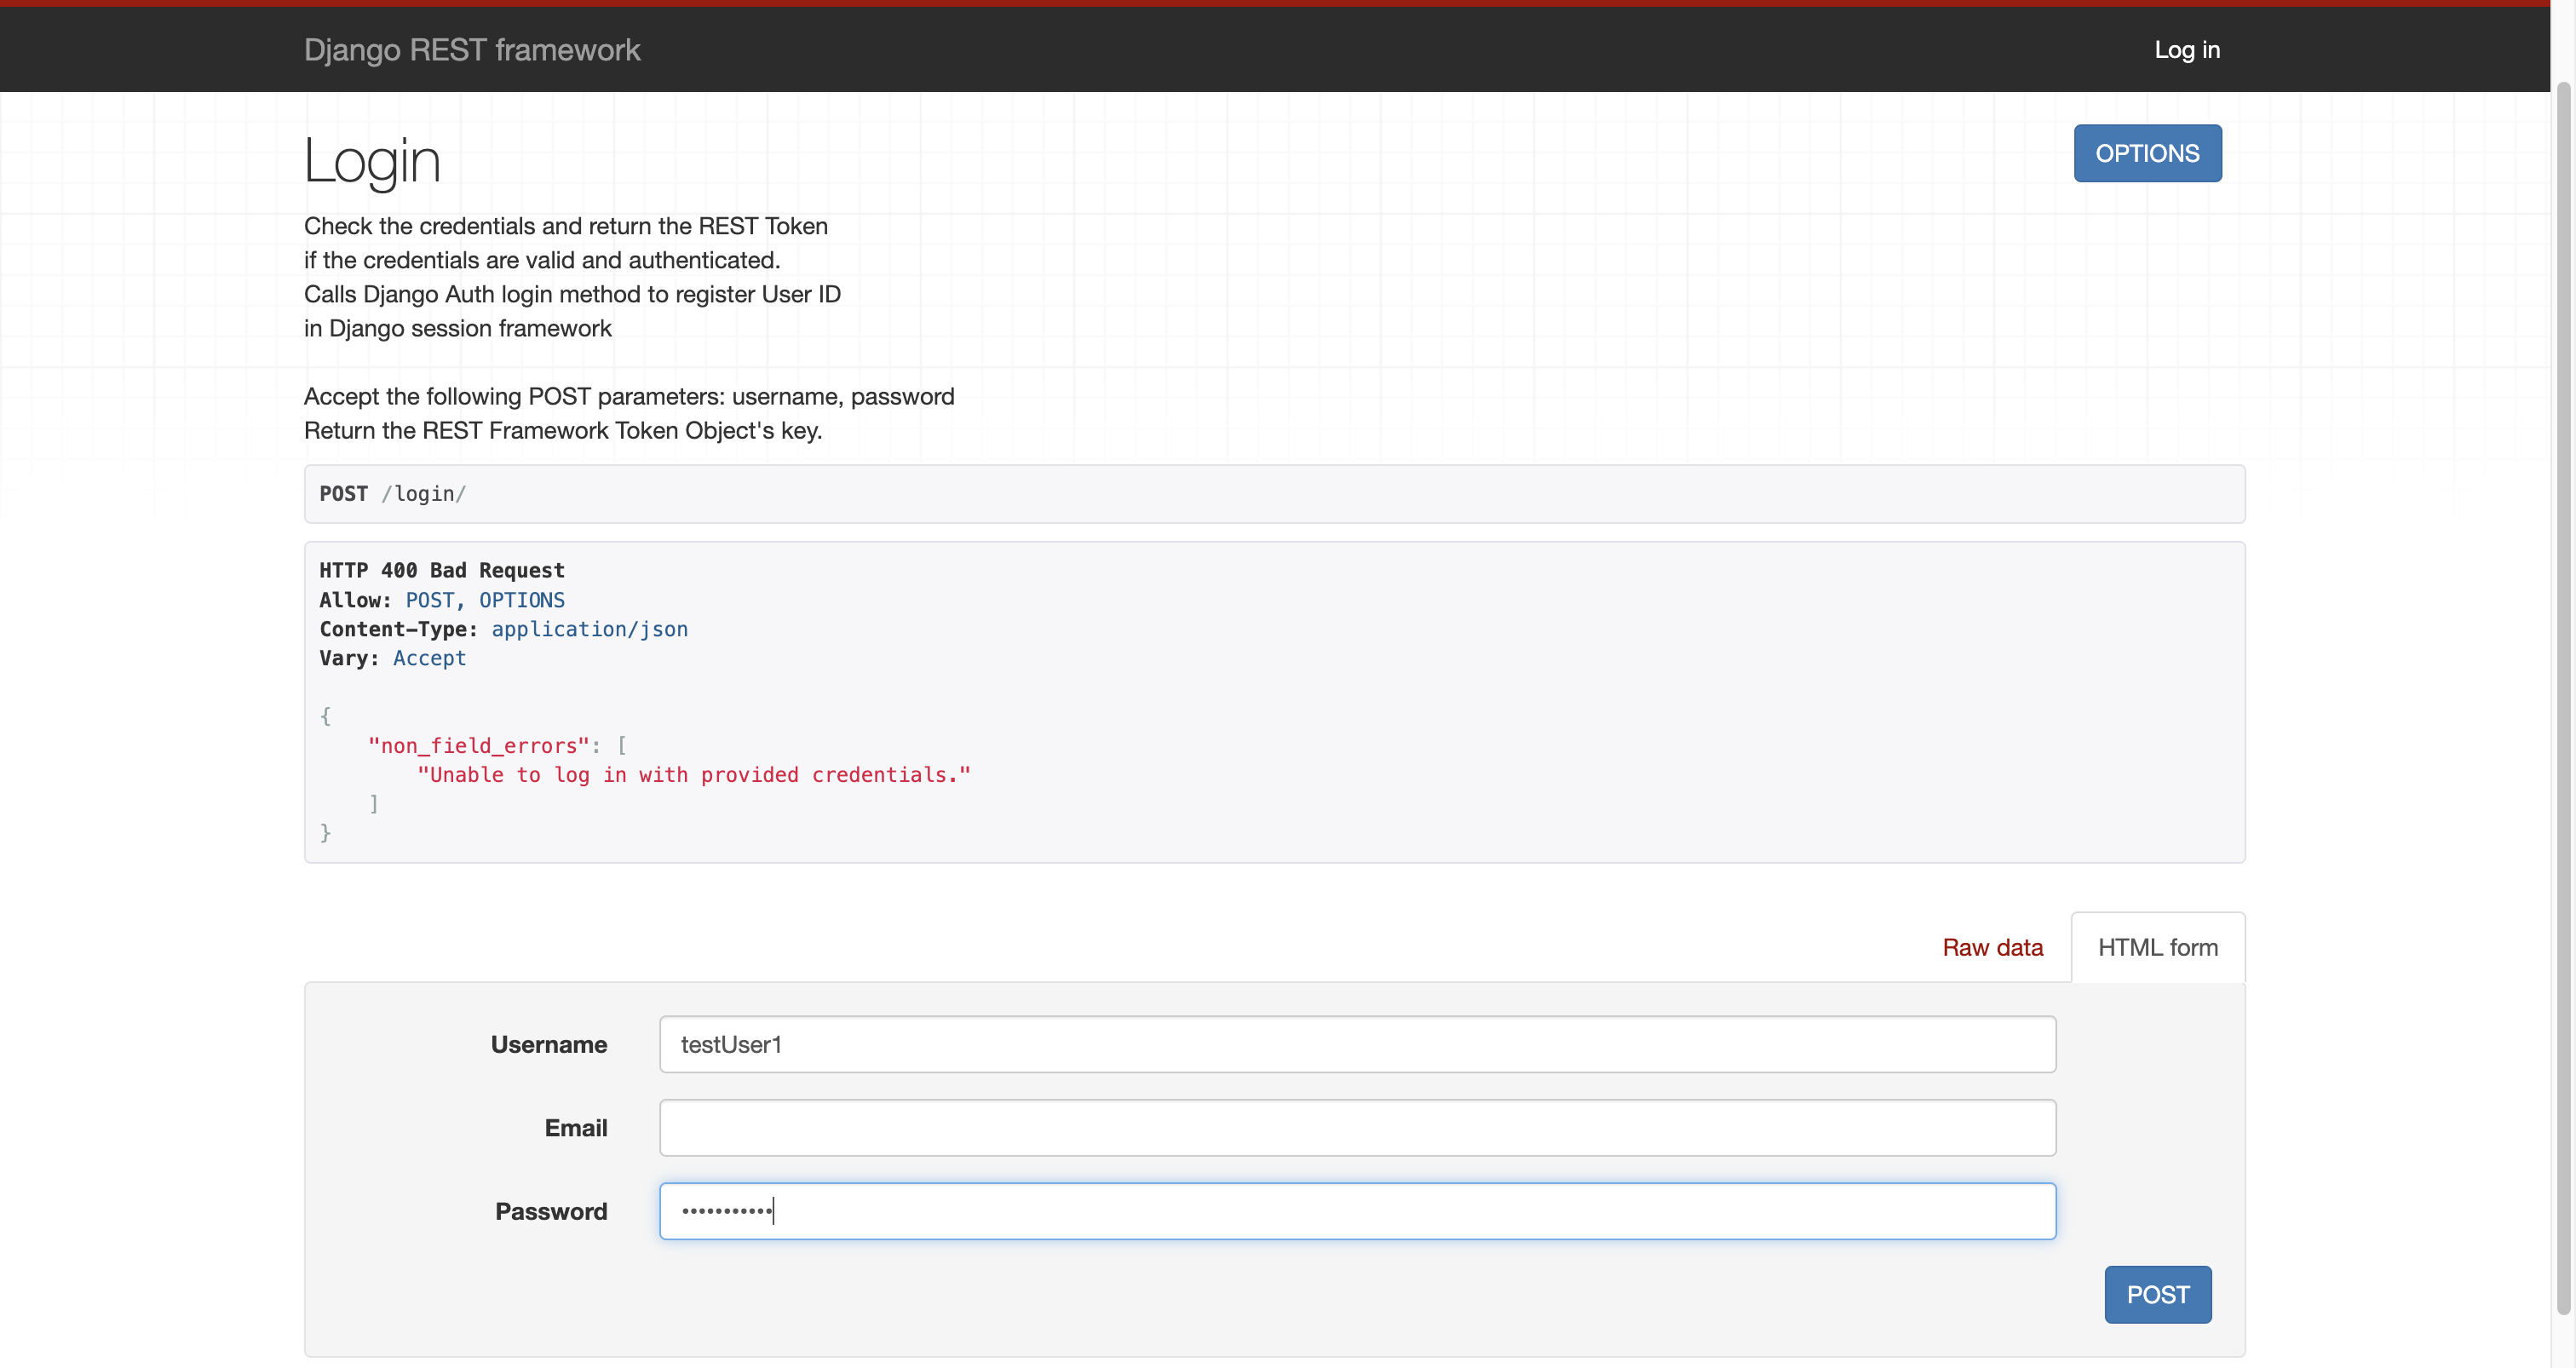 Django REST framework
Log in
Login
OPTIONS
Check the credentials and return the REST Token
if the credentials are valid and authenticated.
Calls Django Auth login method to register User ID
in Django session framework
Accept the following POST parameters: username, password
Return the REST Framework Token Object's key.
POST /login/
HTTP 400 Bad Request
Allow: POST, OPTIONS
Content-Type: application/json
Vary: Accept
{
    "non_field_errors": [
        "Unable to log in with provided credentials."
    ]
}
Raw data
HTML form
Username
testUser1
Email
Password
•••••••••••
POST